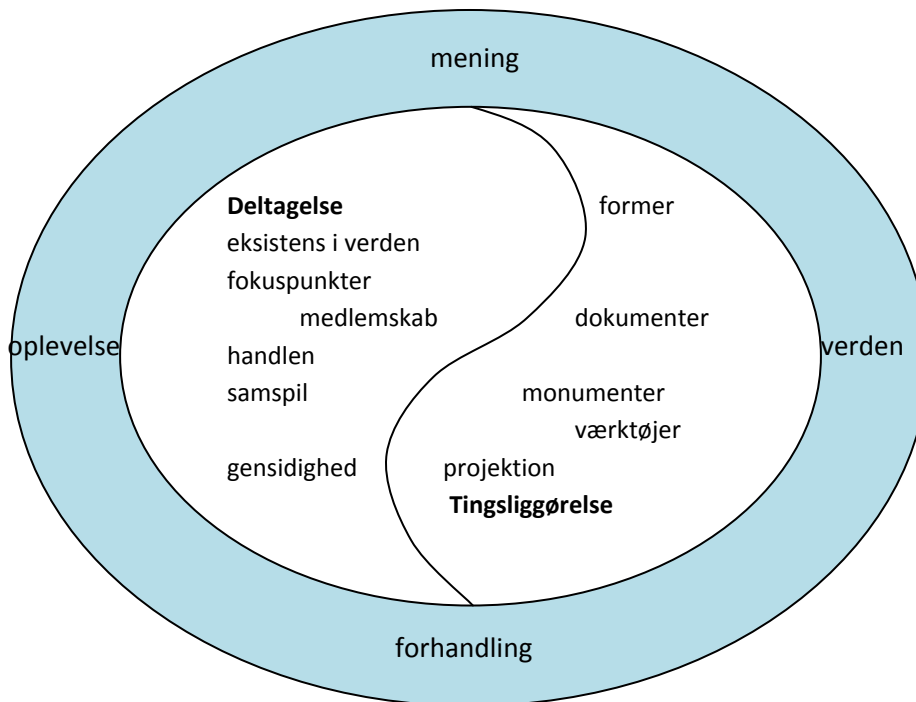 mening
Deltagelse
former
eksistens i verden
fokuspunkter
medlemskab
dokumenter
oplevelse
handlen
verden
samspil
monumenter
værktøjer
gensidighed
projektion
Tingsliggørelse
forhandling